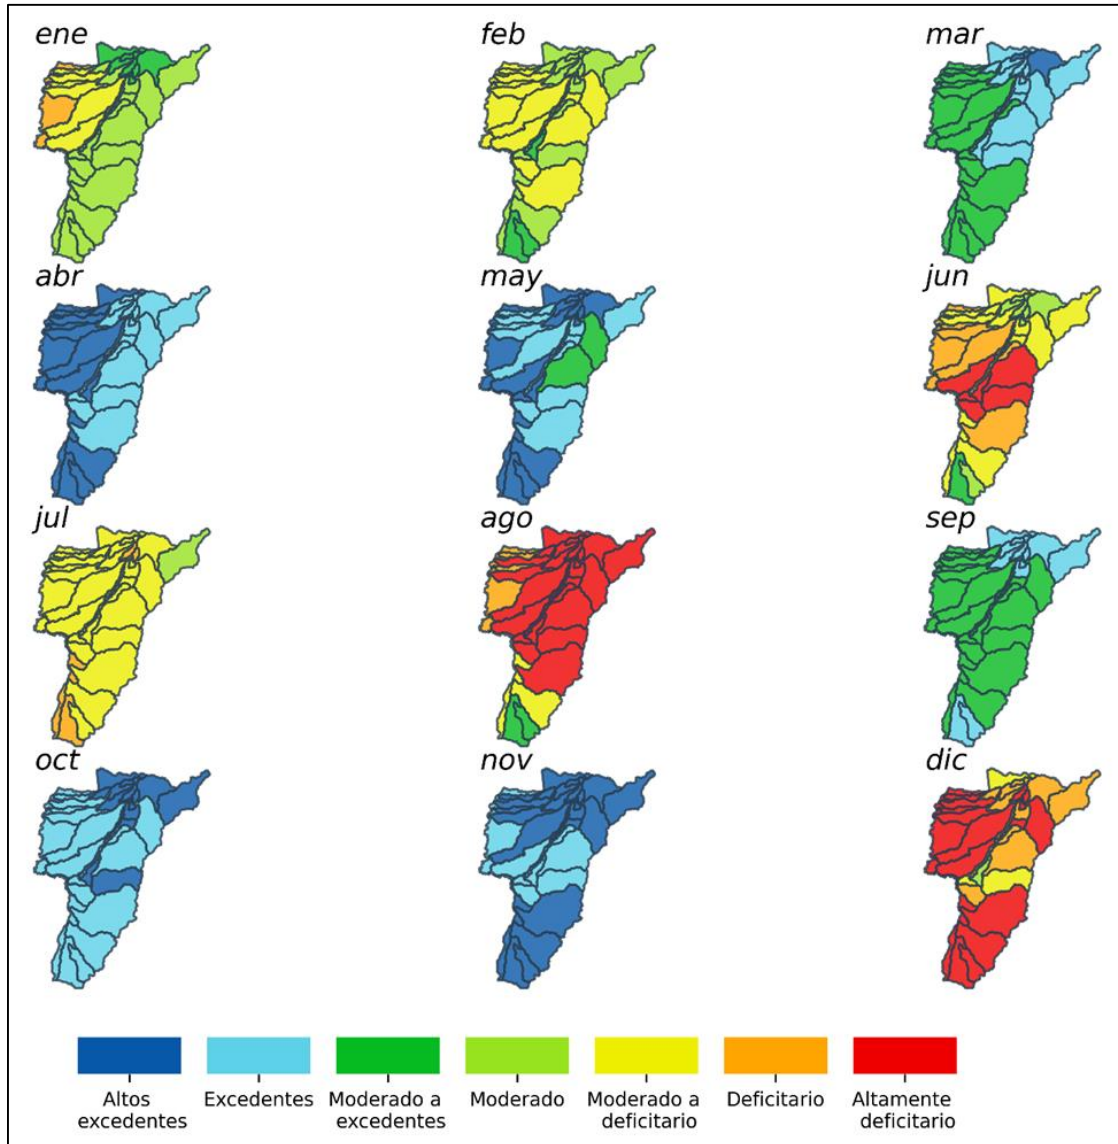 ene
feb
mar
abr
may
jun
jul
ago
sep
oct
nov
dic
Altos
excedentes
Excedentes
Moderado a
excedentes
Moderado
Moderado a
deficitario
Deficitario
Altamente
deficitario